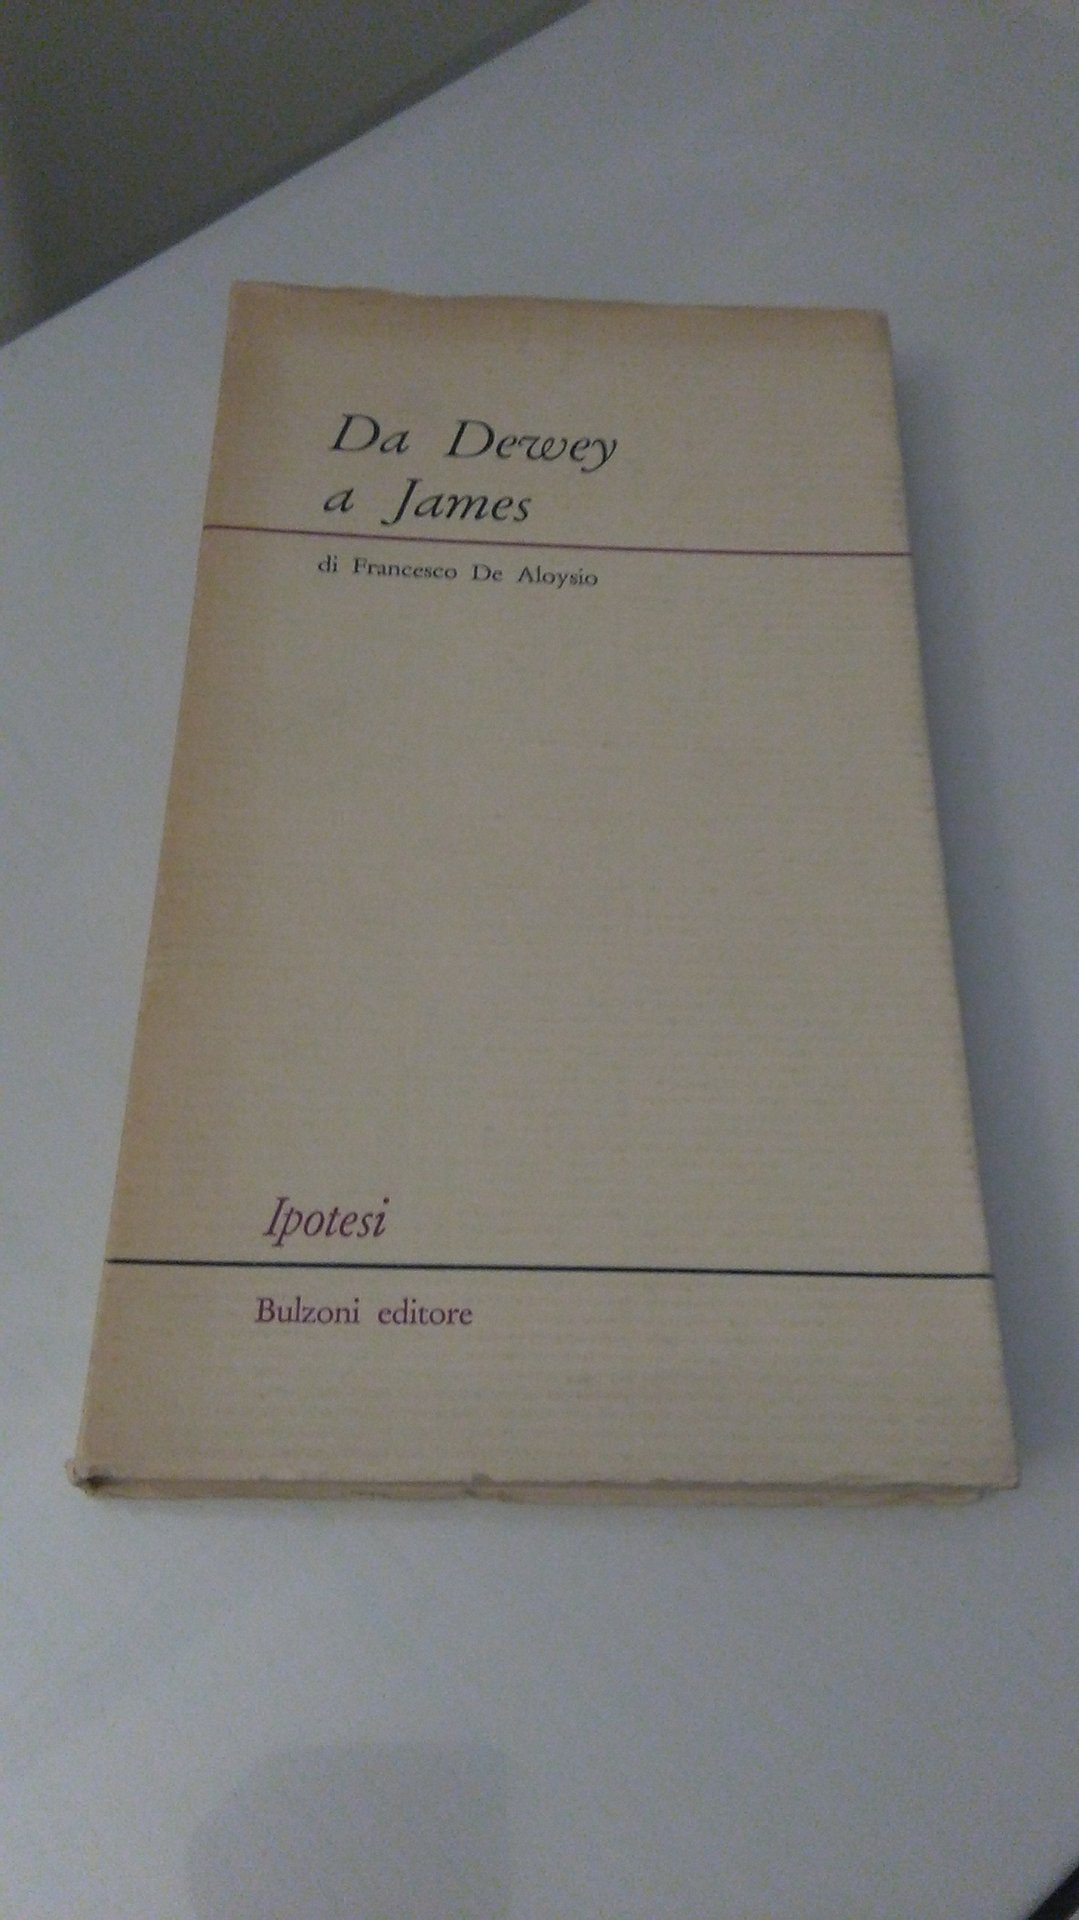 Da Dewey
a James
di Francesco De Aloysio
Ipotesi
Bulzoni editore